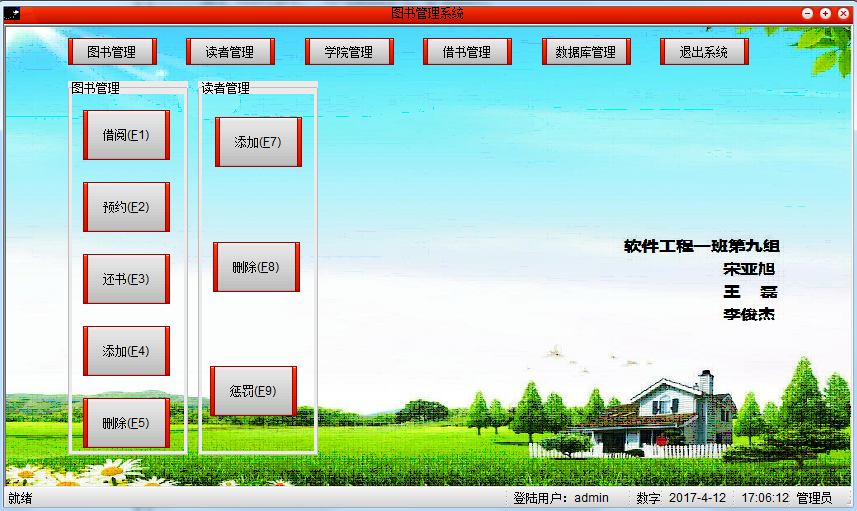 图书管理系统
图书管理 读者管理 学院管理 借书管理 数据库管理 退出系统
图书管理 读者管理
借阅(F1)
添加(F7)
预约(F2)
删除(F8)
还书(F3)
添加(F4)
惩罚(F9)
删除(F5)
软件工程一班第九组
宋亚旭
王 磊
李俊杰
就绪 登陆用户：admin 数字 2017-4-12 17:06:12 管理员